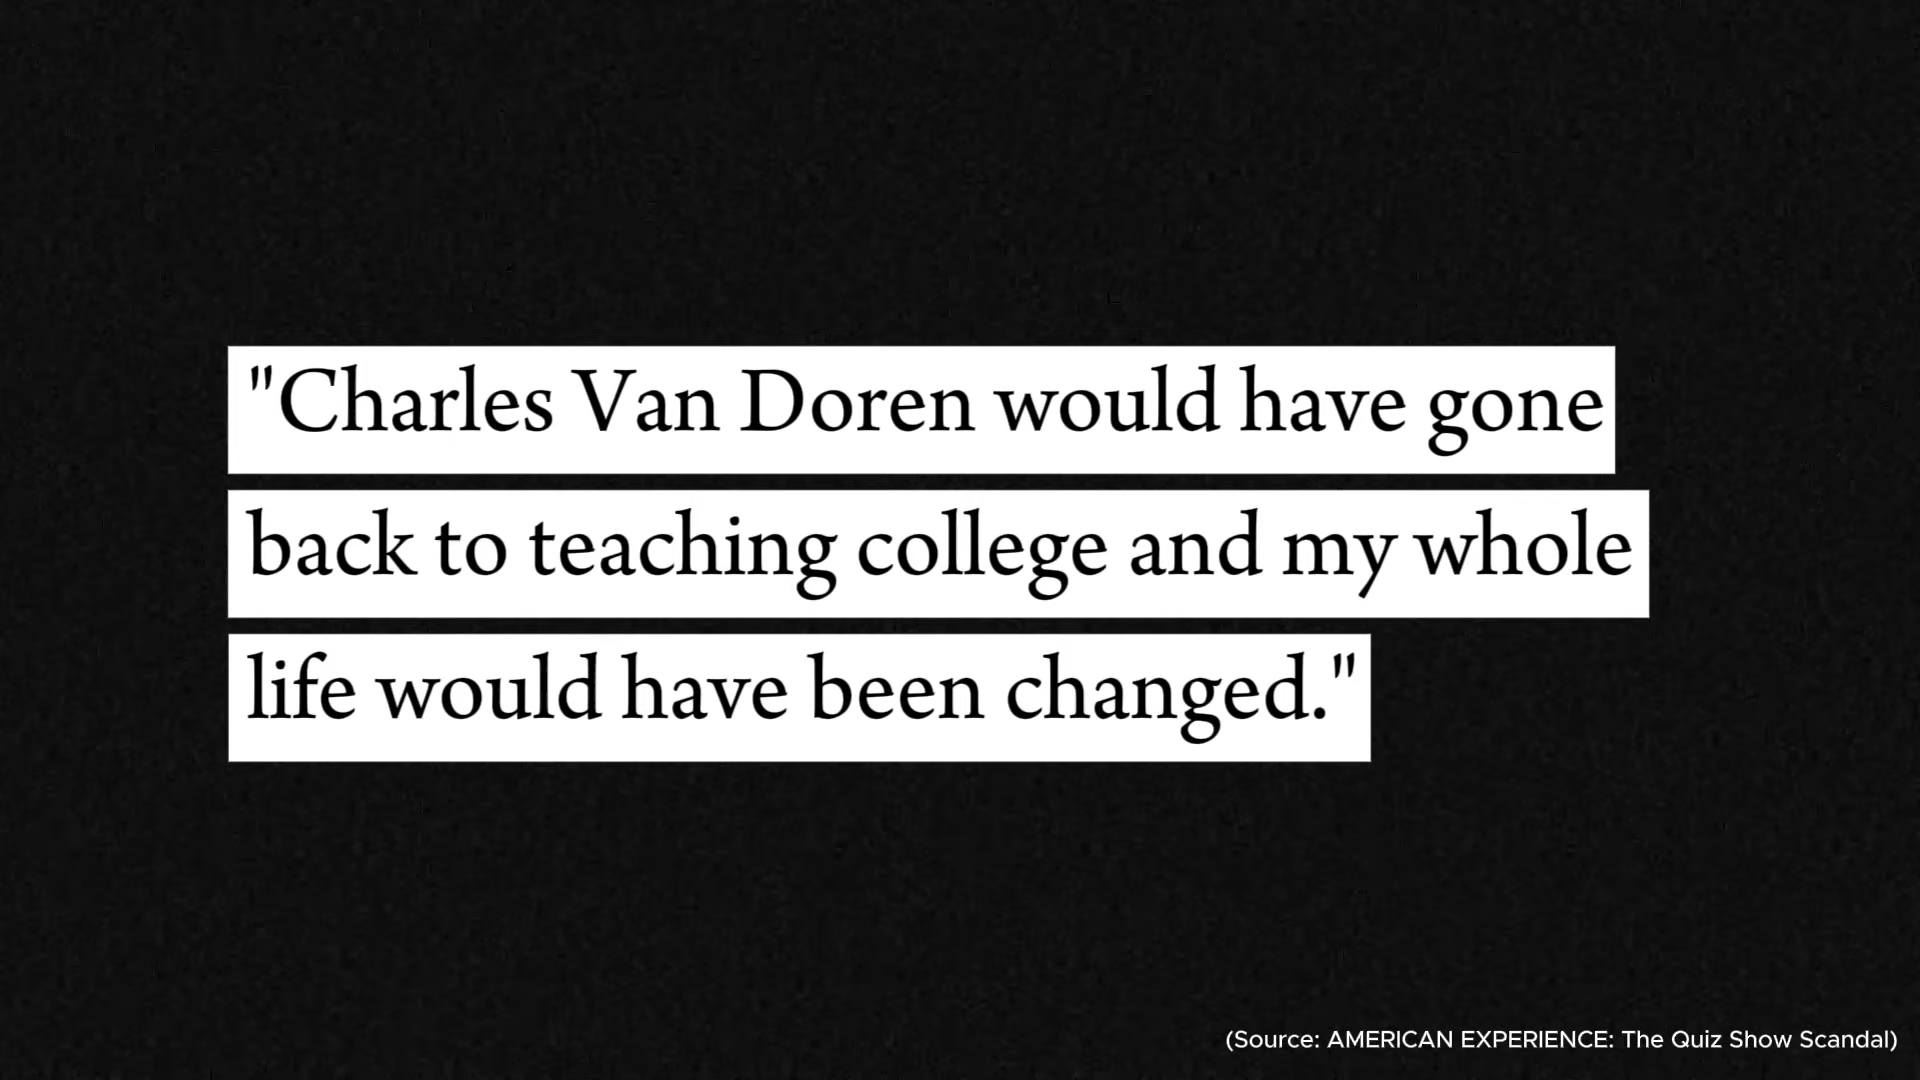 "Charles Van Doren would have gone
back to teaching college and my whole
life would have been changed."
(Source: AMERICAN EXPERIENCE: The Quiz Show Scandal)